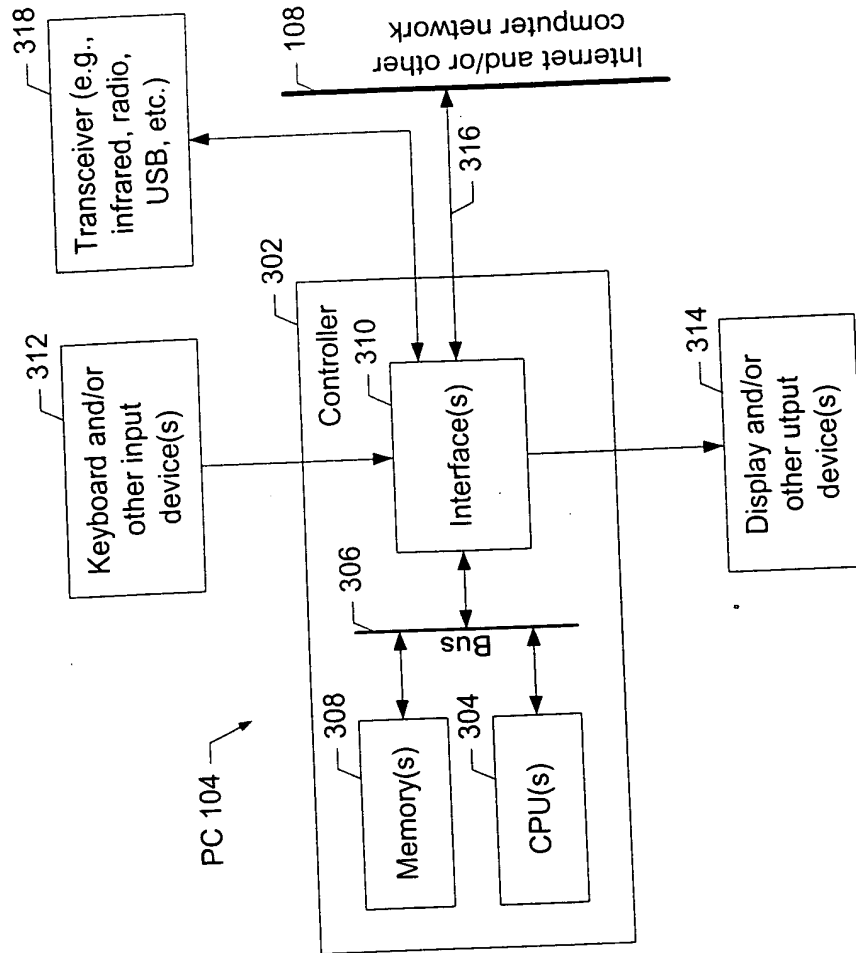 PC 104
312
Keyboard and/or
other input
device(s)
318
Transceiver (e.g.,
infrared, radio,
USB, etc.)
302
Controller
308
Memory(s)
306
Bus
310
Interface(s)
316
108
Internet and/or other
computer network
304
CPU(s)
314
Display and/or
other utput
device(s)